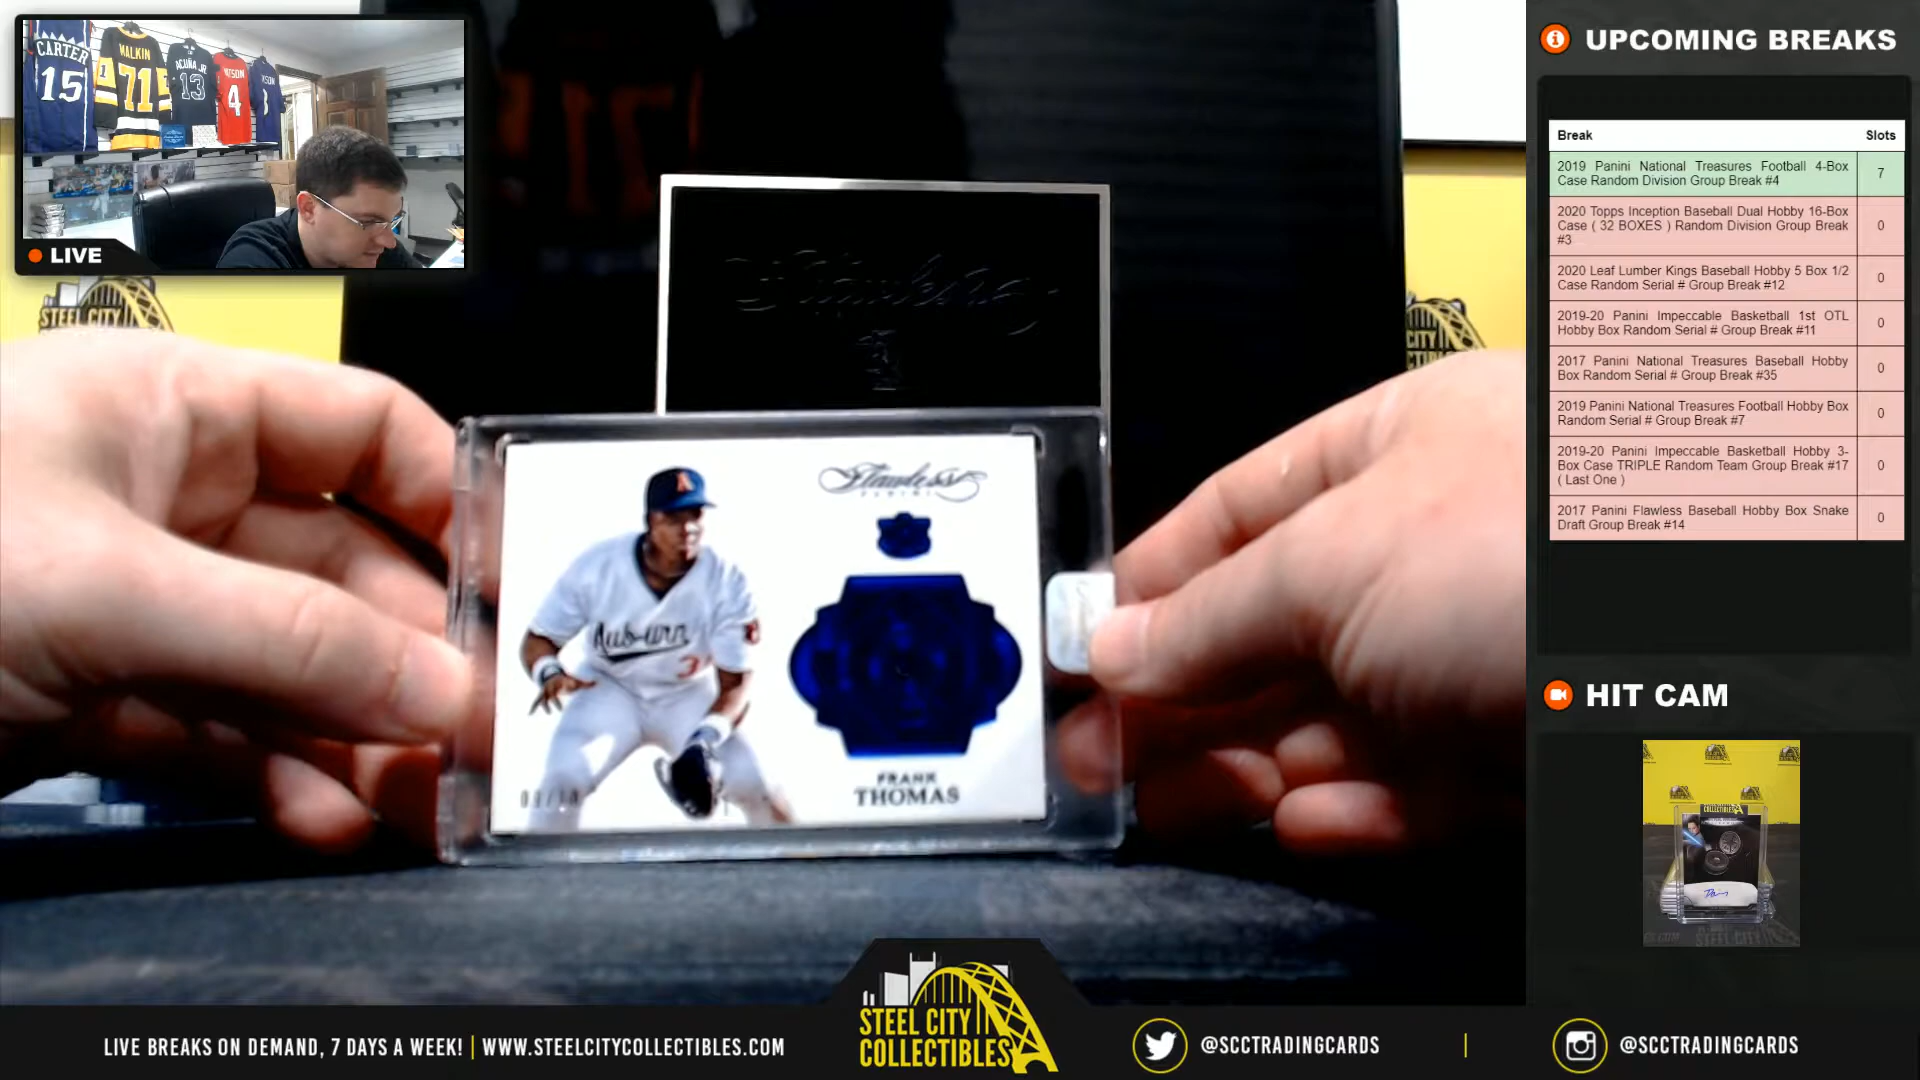 CARTER
15
MALKIN
71
ACUÑA JR
13
4
LIVE
STEEL CITY
Flawless
Flawless
PANINI
Auburn
3
FRANK
THOMAS
UPCOMING BREAKS
Break Slots
2019 Panini National Treasures Football 4-Box
Case Random Division Group Break #4 7
2020 Topps Inception Baseball Dual Hobby 16-Box
Case ( 32 BOXES ) Random Division Group Break
#3 0
2020 Leaf Lumber Kings Baseball Hobby 5 Box 1/2
Case Random Serial # Group Break #12 0
2019-20 Panini Impeccable Basketball 1st OTL
Hobby Box Random Serial # Group Break #11 0
2017 Panini National Treasures Baseball Hobby
Box Random Serial # Group Break #35 0
2019 Panini National Treasures Football Hobby Box
Random Serial # Group Break #7 0
2019-20 Panini Impeccable Basketball Hobby 3-
Box Case TRIPLE Random Team Group Break #17
( Last One ) 0
2017 Panini Flawless Baseball Hobby Box Snake
Draft Group Break #14 0
HIT CAM
LIVE BREAKS ON DEMAND, 7 DAYS A WEEK! | WWW.STEELCITYCOLLECTIBLES.COM
STEEL CITY
COLLECTIBLES
@SCCTRADINGCARDS | @SCCTRADINGCARDS